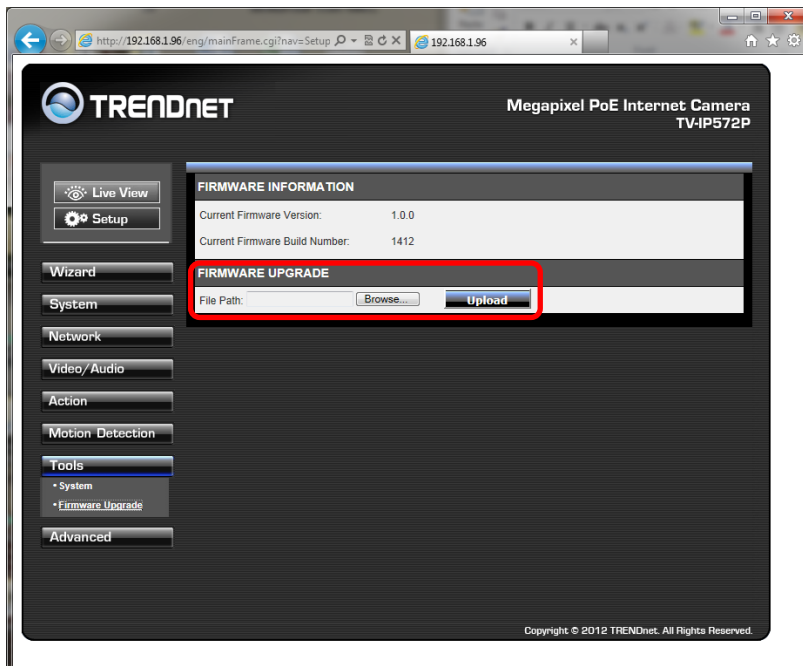 http://192.168.1.96/eng/mainFrame.cgi?nav=Setup
192.168.1.96
TRENDNET
Megapixel PoE Internet Camera
TV-IP572P
Live View
Setup
Wizard
System
Network
Video/Audio
Action
Motion Detection
Tools
• System
• Firmware Upgrade
Advanced
FIRMWARE INFORMATION
Current Firmware Version: 1.0.0
Current Firmware Build Number: 1412
FIRMWARE UPGRADE
File Path: Browse... Upload
Copyright © 2012 TRENDnet. All Rights Reserved.